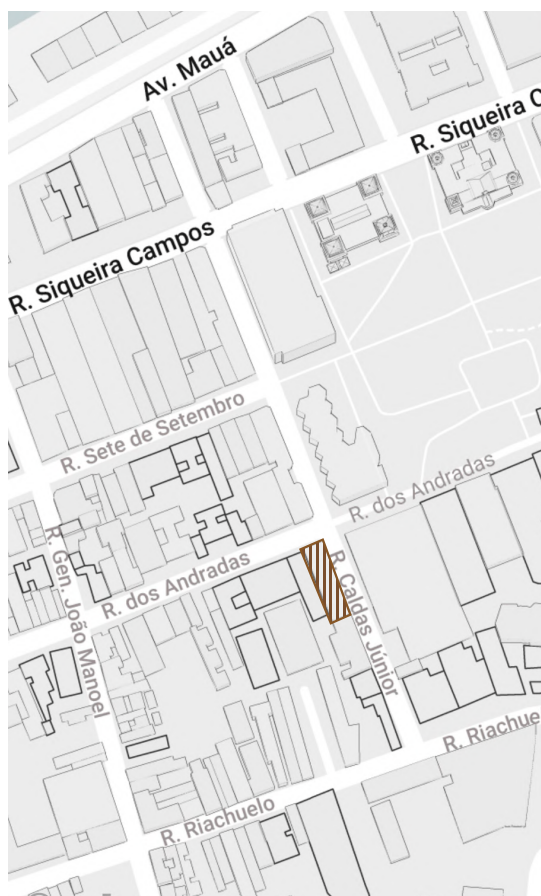 Av. Mauá
R. Siqueira C
R. Siqueira Campos
R. Sete de Setembro
R. dos Andradas
R. Gen. João Manoel
R. dos Andradas
R. Caldas Júnior
R. Riachue
R. Riachuelo